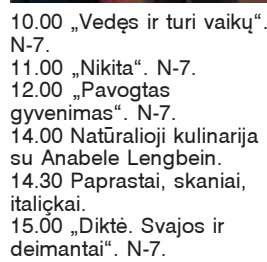 10.00 „Vedęs ir turi vaikų“.
N-7.
11.00 „Nikita“. N-7.
12.00 „Pavogtas
gyvenimas“. N-7.
14.00 Natūralioji kulinarija
su Anabele Lengbein.
14.30 Paprastai, skaniai,
itališkai.
15.00 „Diktė. Svajos ir
deimantai“. N-7.